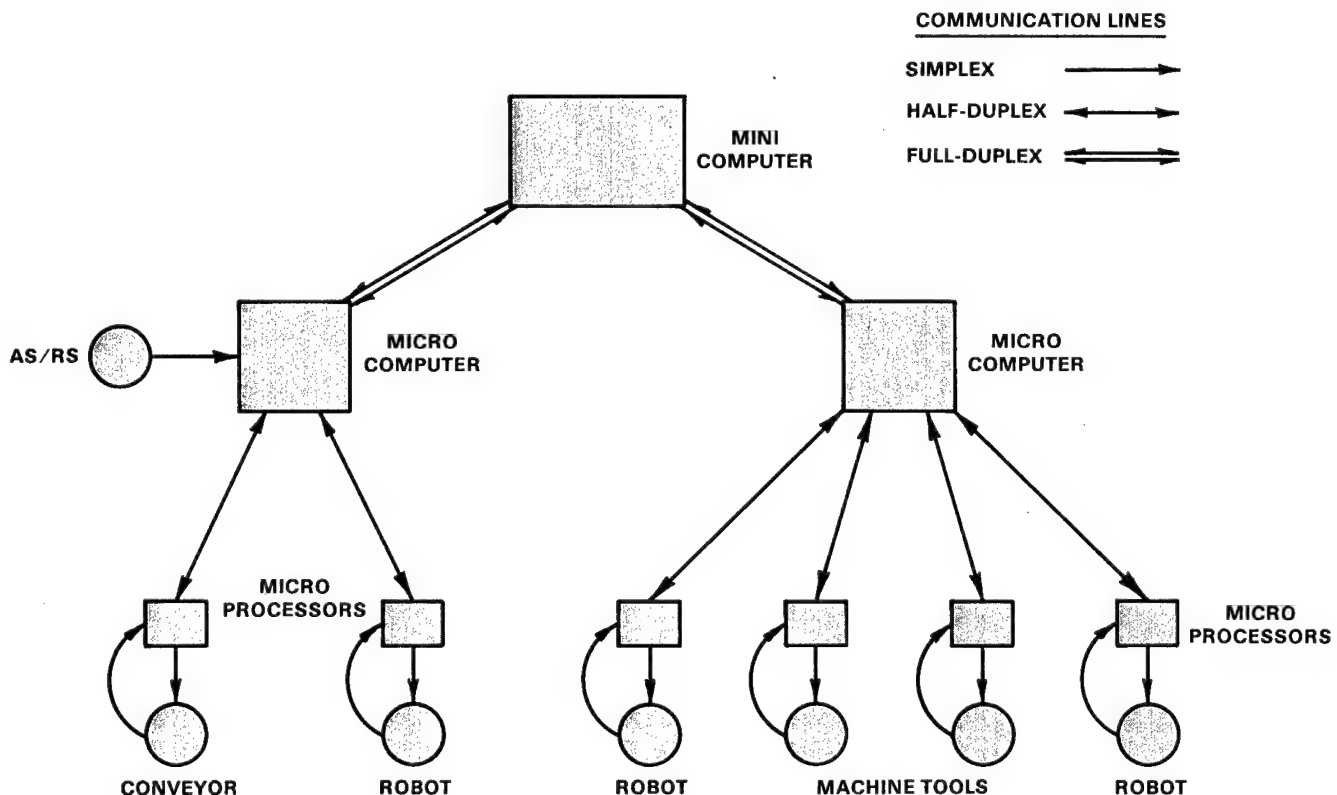 COMMUNICATION LINES
SIMPLEX
HALF-DUPLEX
FULL-DUPLEX
MINI
COMPUTER
AS/RS
MICRO
COMPUTER
MICRO
COMPUTER
MICRO
PROCESSORS
MICRO
PROCESSORS
CONVEYOR
ROBOT
ROBOT
MACHINE TOOLS
ROBOT